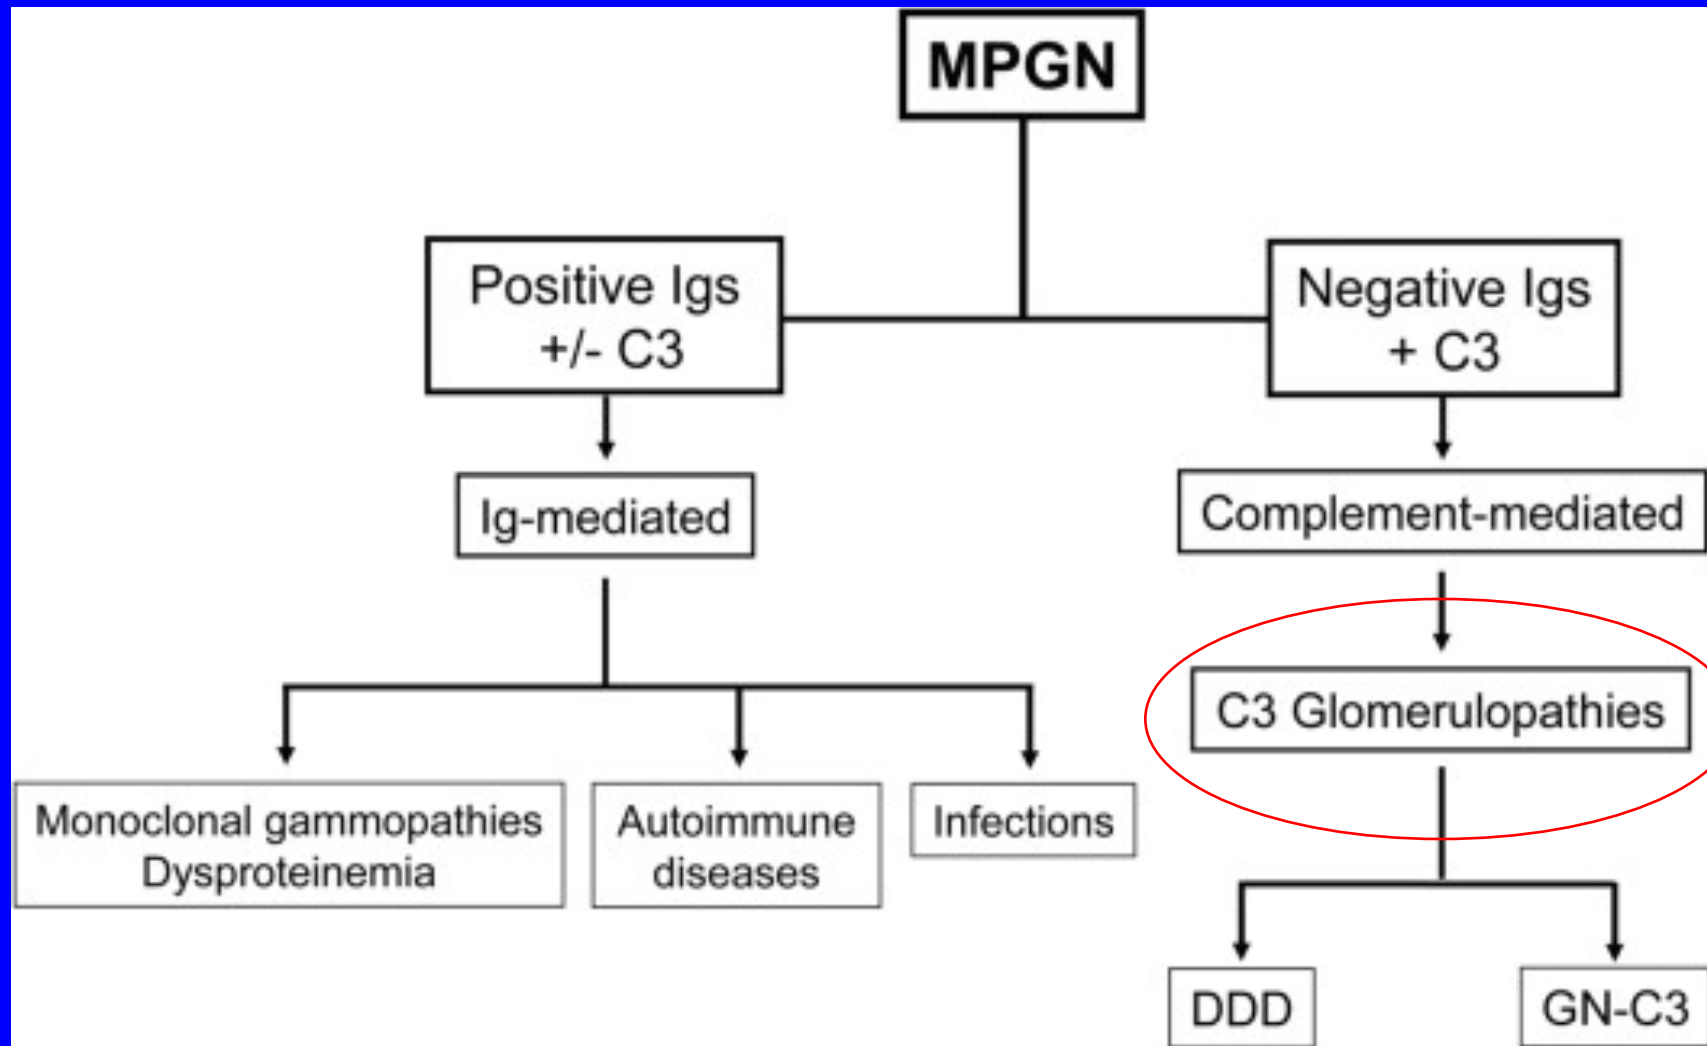 MPGN
Positive Igs
+/- C3
Negative Igs
+ C3
Ig-mediated
Complement-mediated
C3 Glomerulopathies
Monoclonal gammopathies
Dysproteinemia
Autoimmune
diseases
Infections
DDD
GN-C3